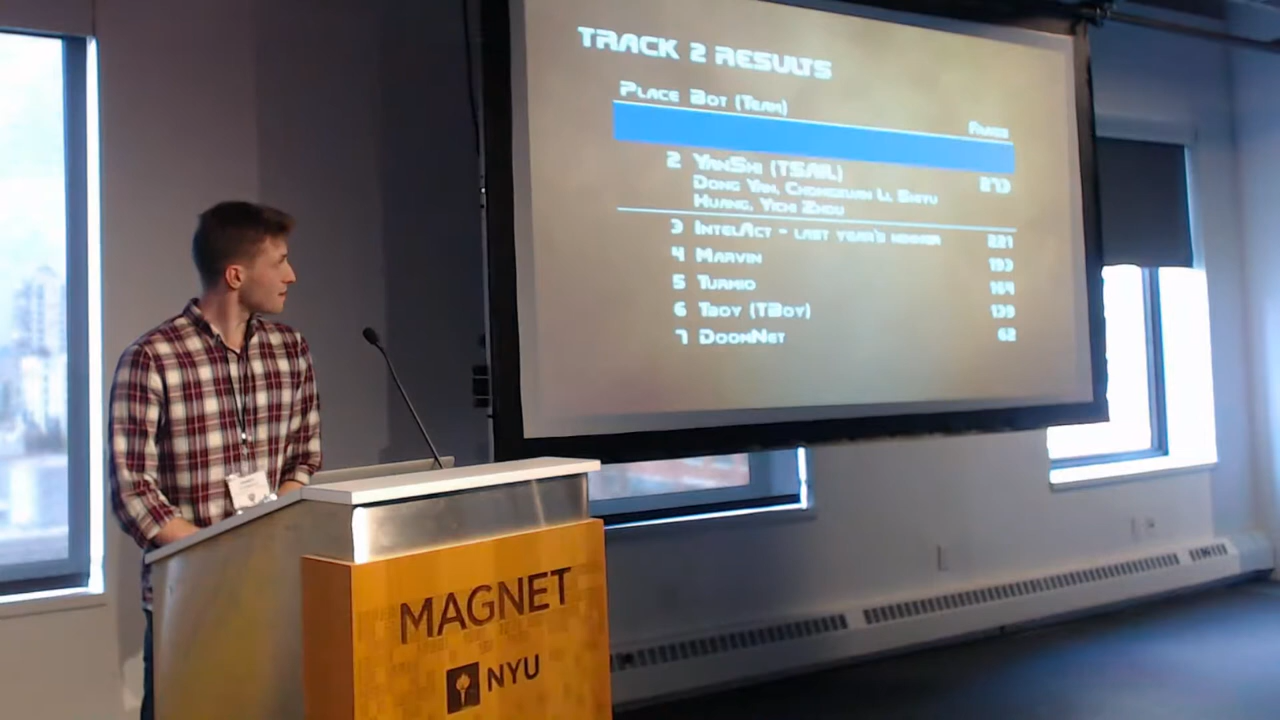 TRACK 2 RESULTS
PLACE BOT (TEAM)
FRAGS
2 YANSHI (TSAIL) 273
DONG YAN, CHONGXUAN LI, SHIYU
HUANG, YICHI ZHOU
3 INTELACT - LAST YEAR'S WINNER 221
4 MARVIN 193
5 TURMIO 164
6 TBOY (TBOY) 139
7 DOOMNET 62
MAGNET
NYU